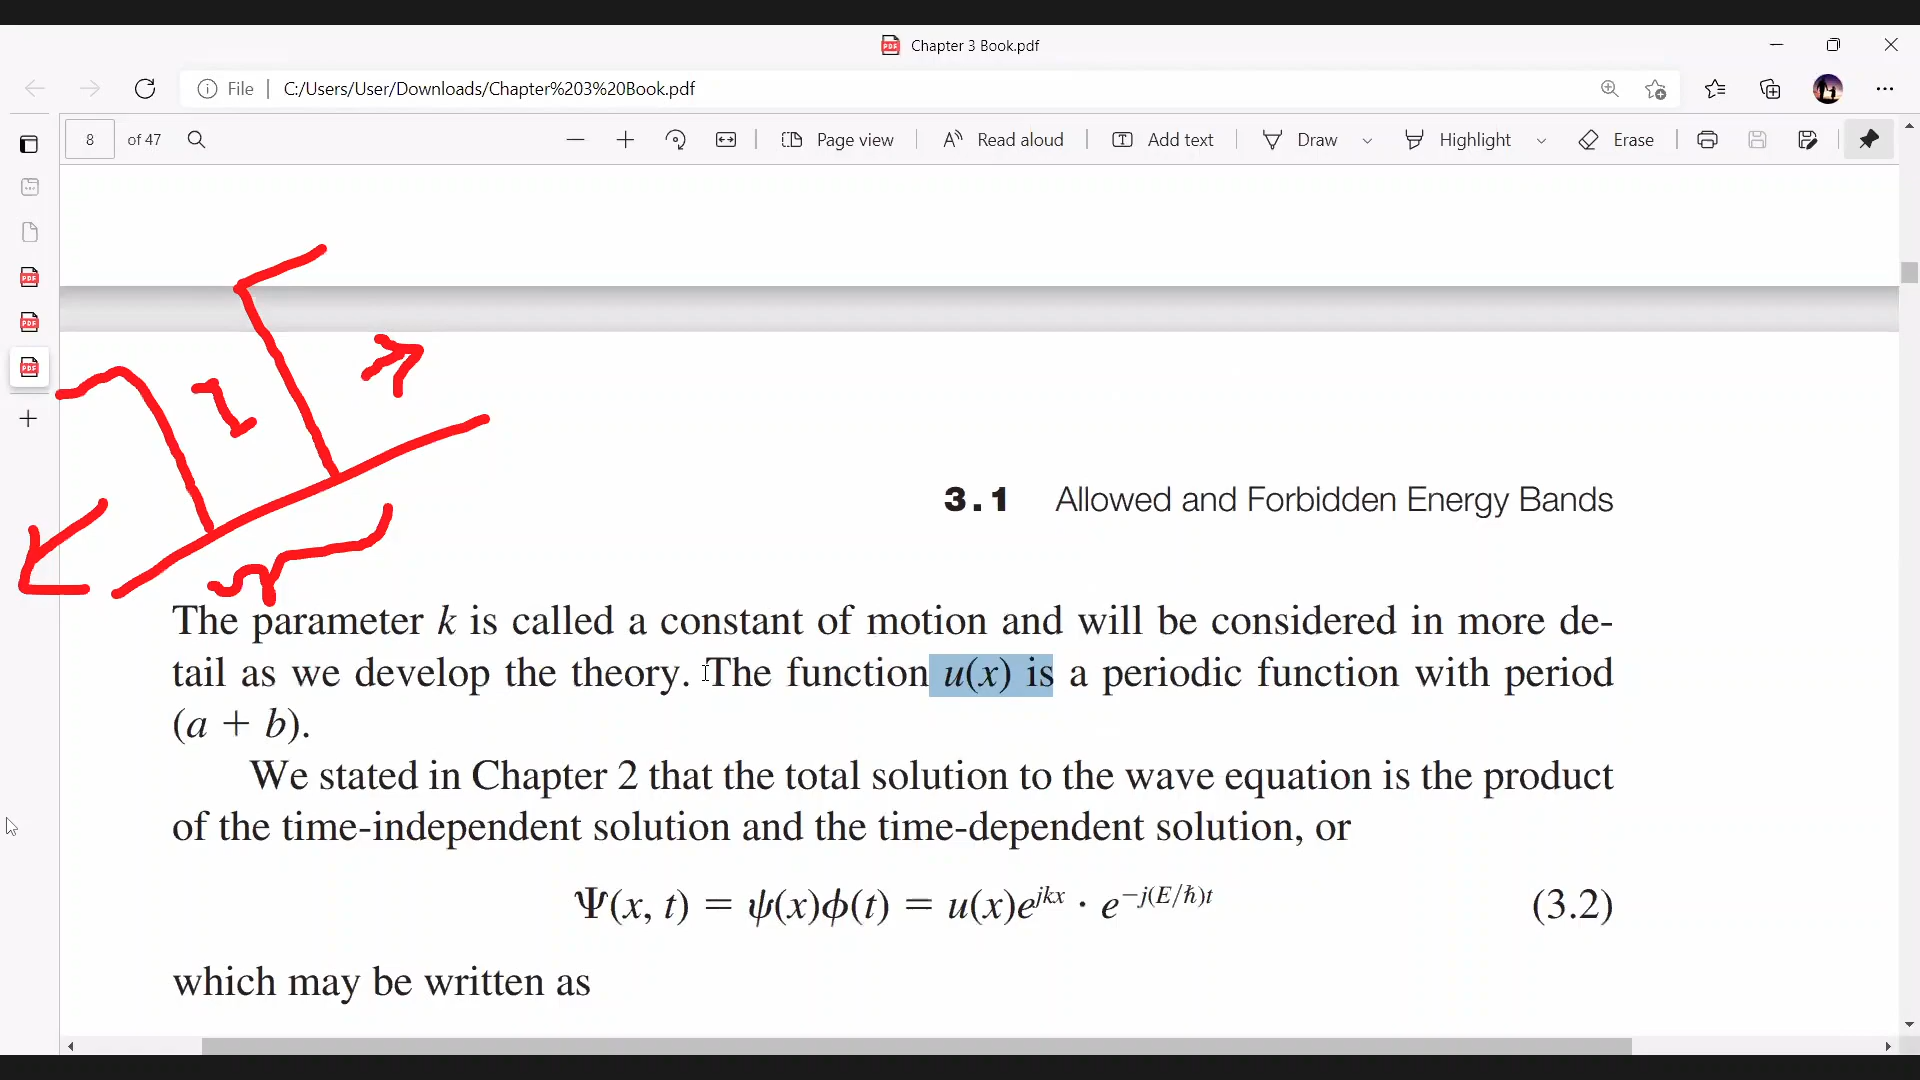 Chapter 3 Book.pdf
File | C:/Users/User/Downloads/Chapter%203%20Book.pdf
8 of 47 Page view Read aloud Add text Draw Highlight Erase
I
3.1 Allowed and Forbidden Energy Bands
The parameter k is called a constant of motion and will be considered in more de-
tail as we develop the theory. The function u(x) is a periodic function with period
(a + b).
We stated in Chapter 2 that the total solution to the wave equation is the product
of the time-independent solution and the time-dependent solution, or
Ψ(x, t) = ψ(x)ϕ(t) = u(x)e^{jkx} · e^{−j(E/ℏ)t} (3.2)
which may be written as